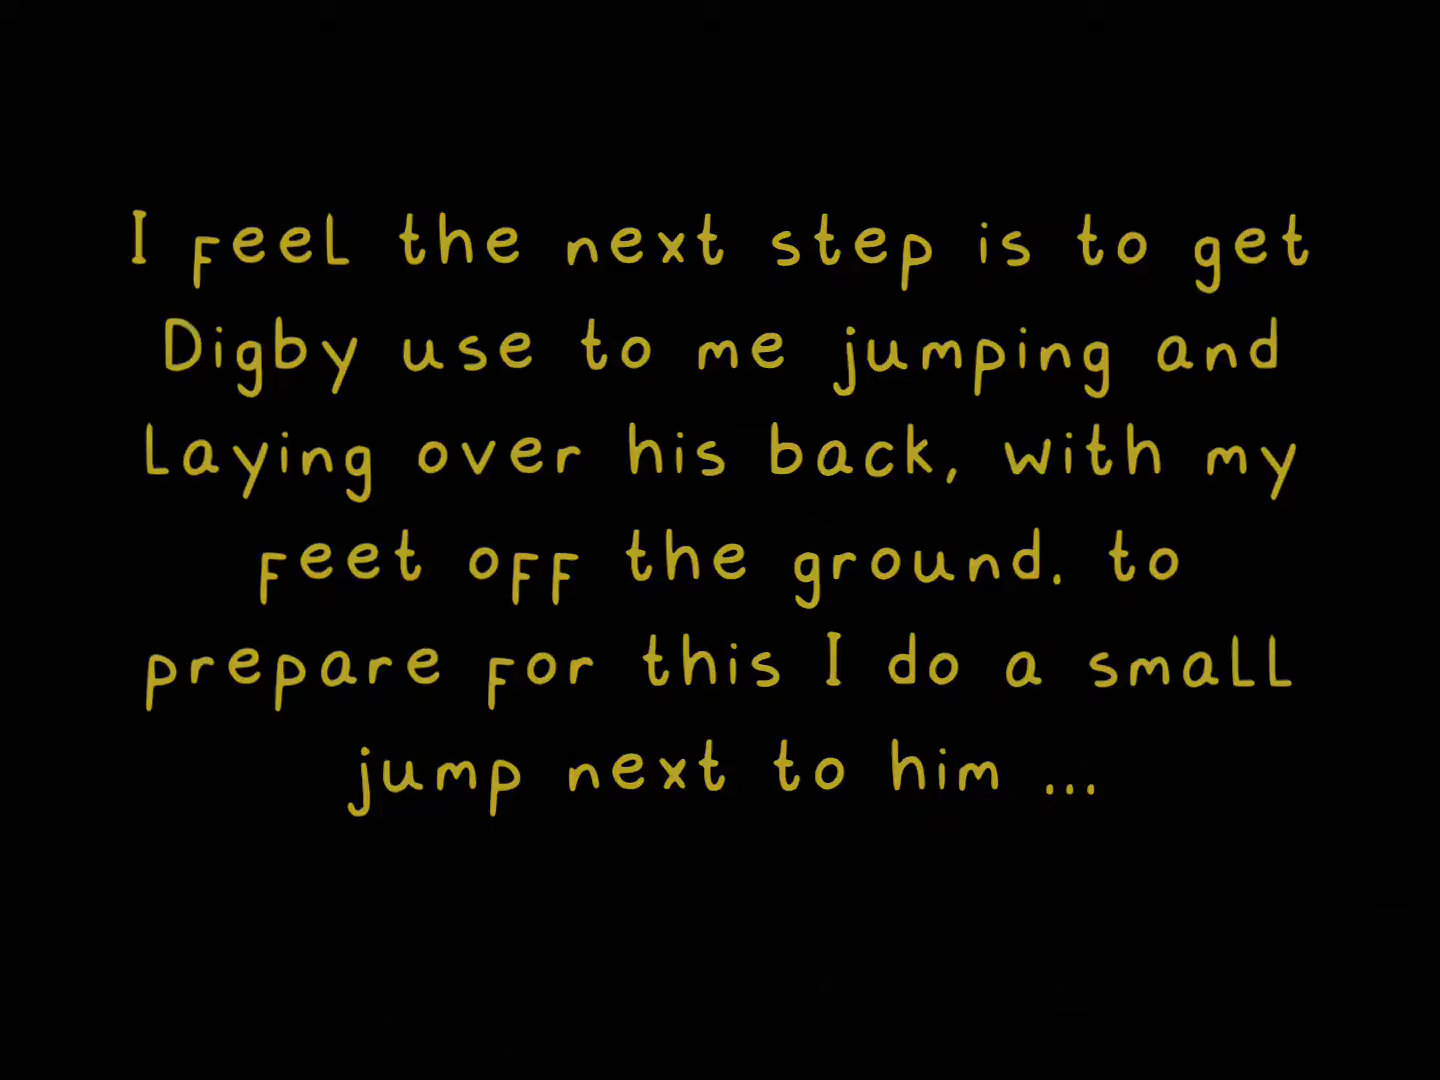 I feel the next step is to get
Digby use to me jumping and
Laying over his back, with my
feet off the ground. to
prepare for this I do a small
jump next to him ...